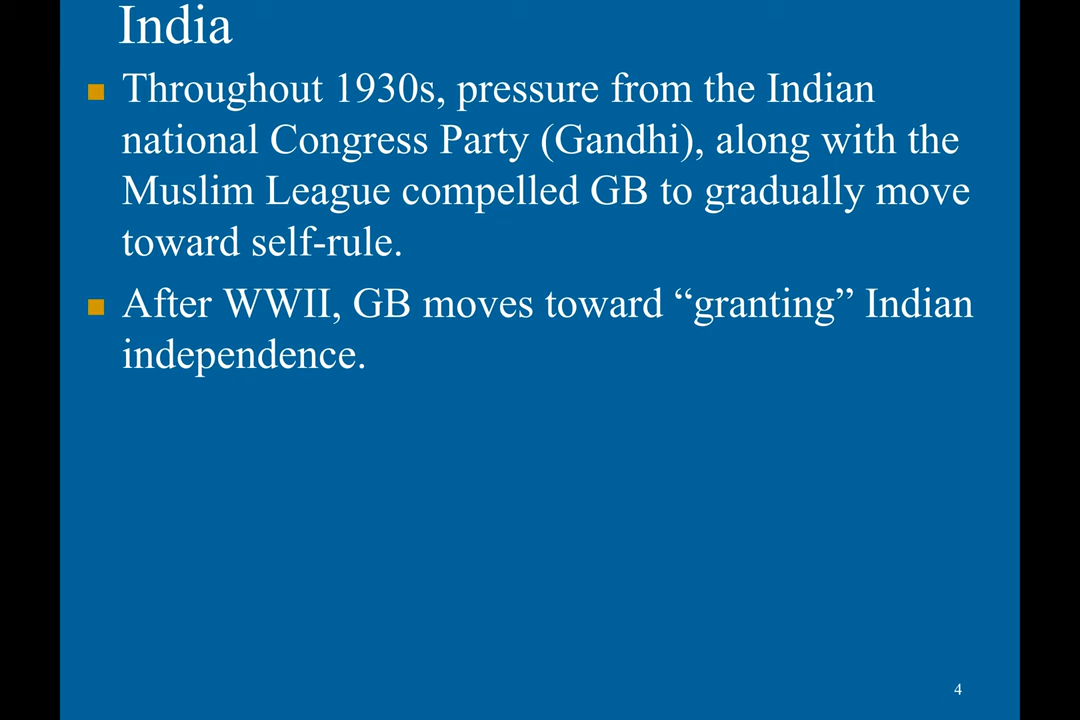 India
Throughout 1930s, pressure from the Indian
national Congress Party (Gandhi), along with the
Muslim League compelled GB to gradually move
toward self-rule.
After WWII, GB moves toward “granting” Indian
independence.
4